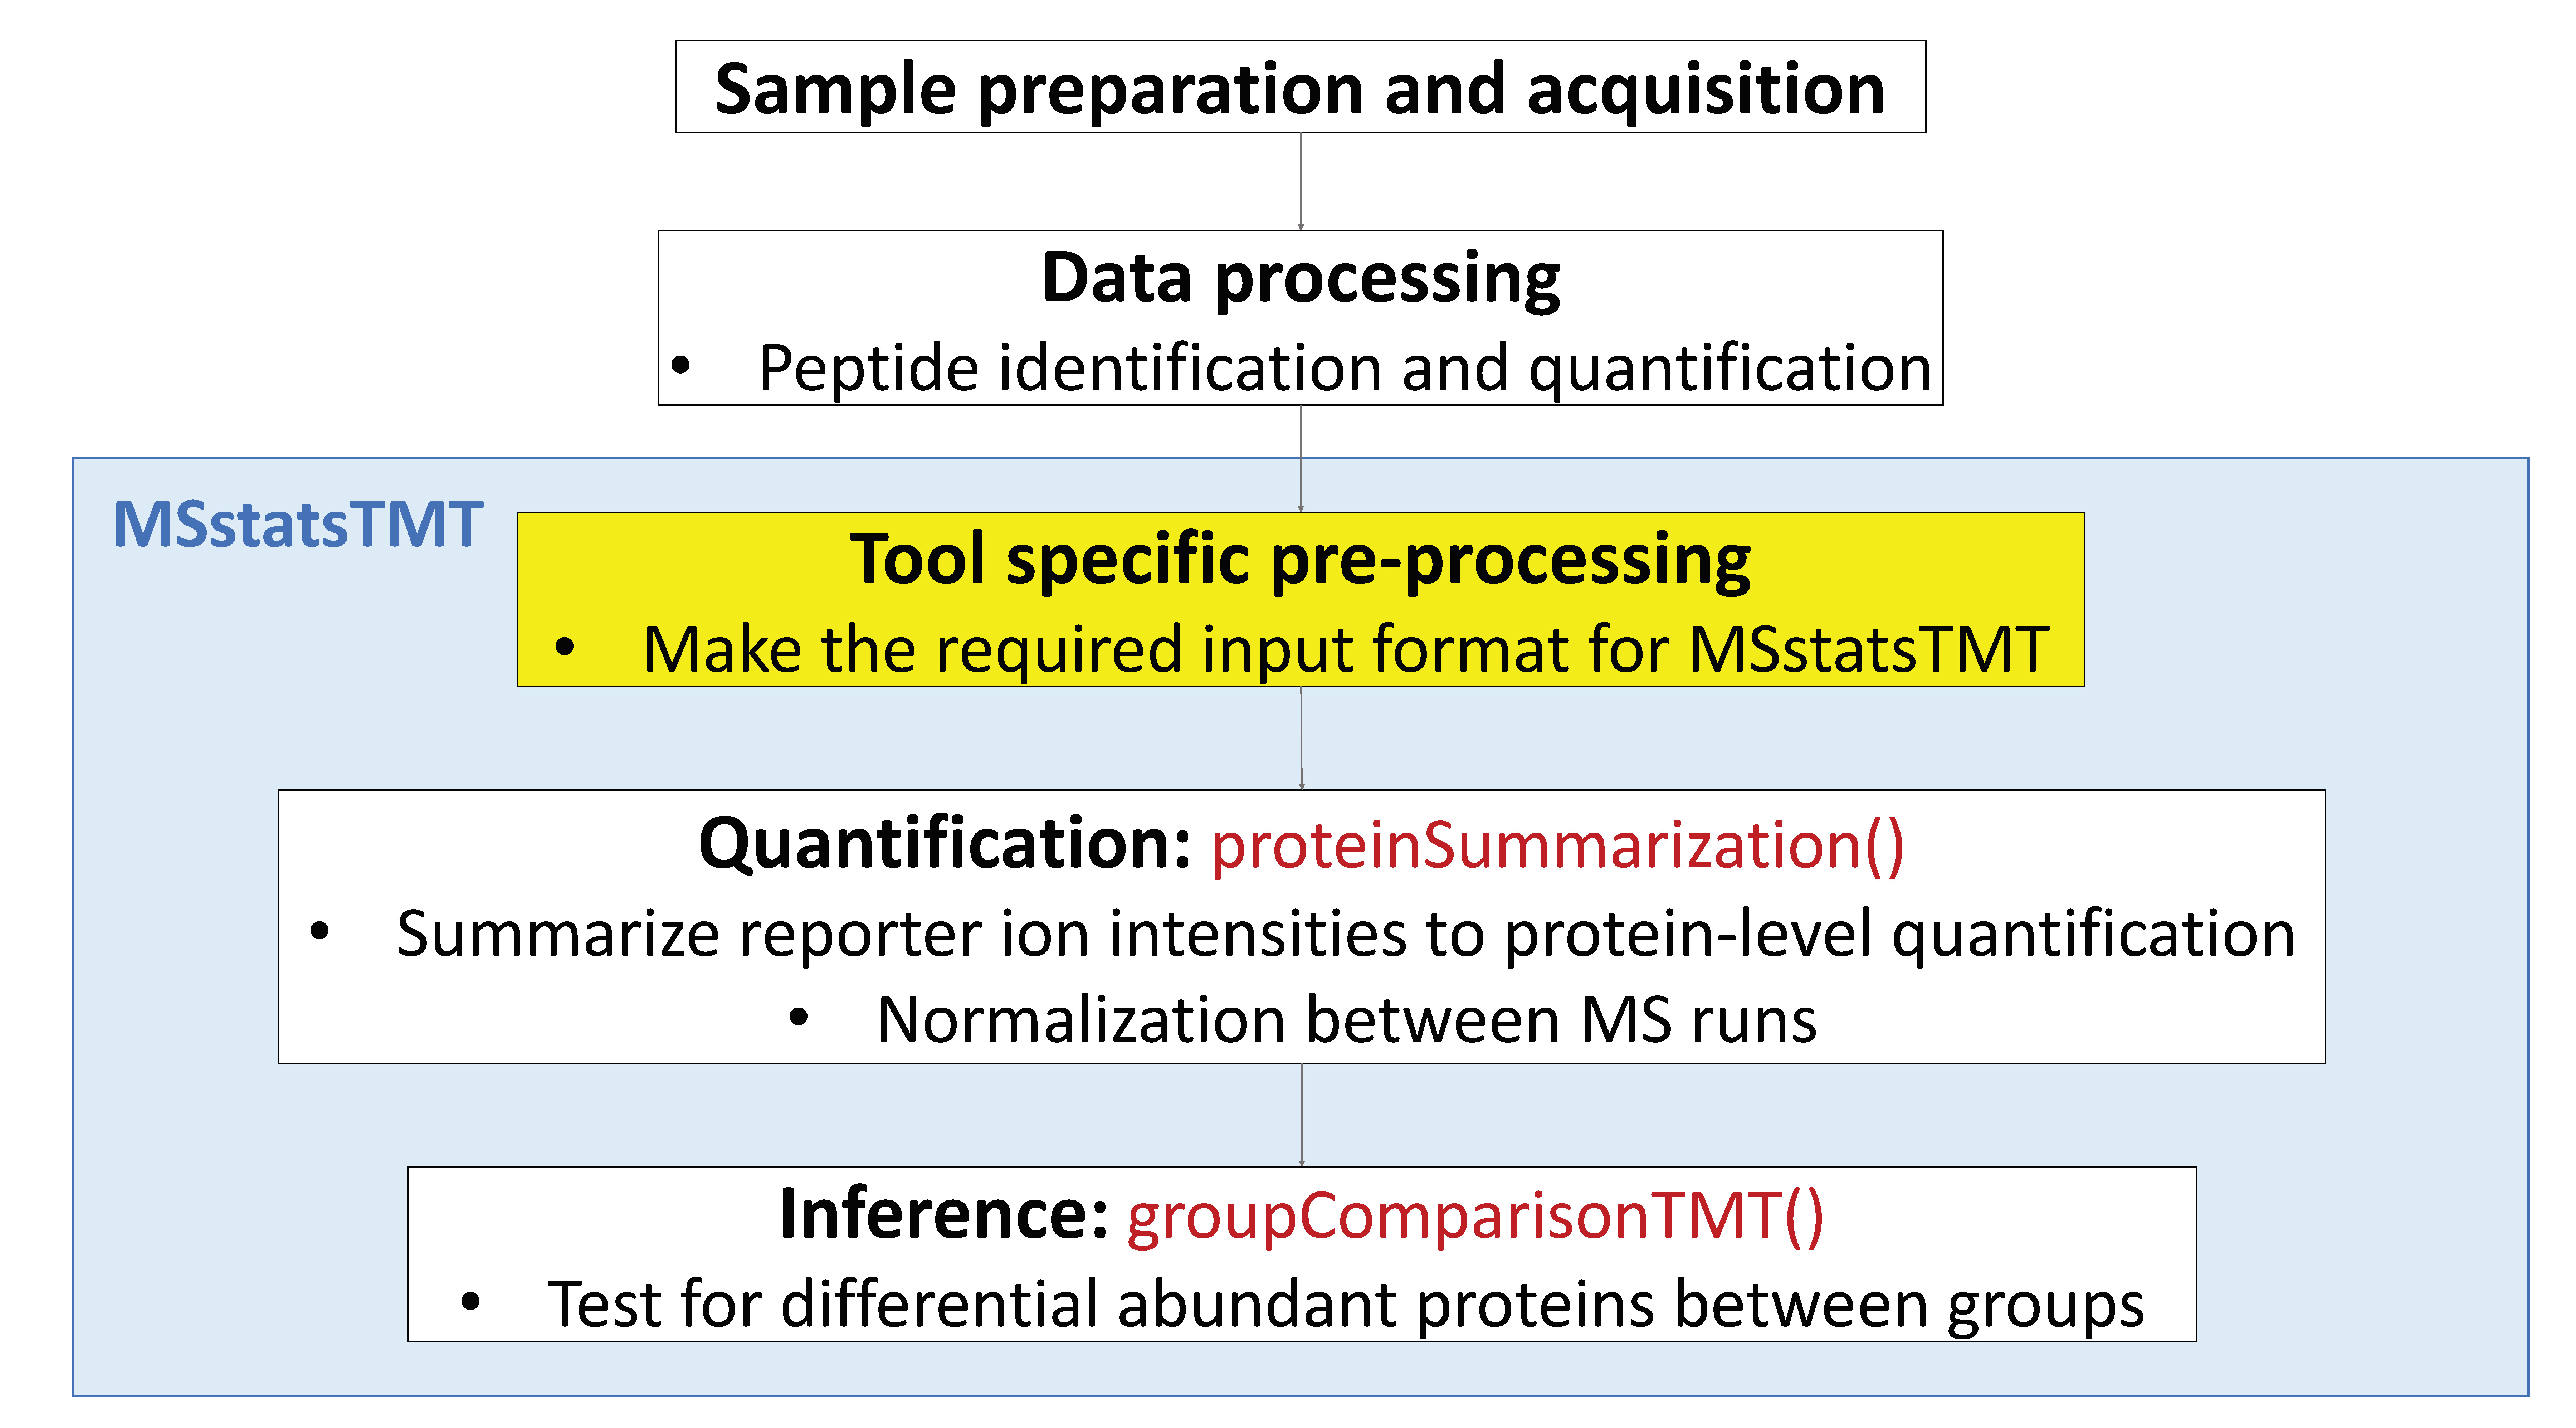 Sample preparation and acquisition
Data processing
• Peptide identification and quantification
MSstatsTMT
Tool specific pre-processing
• Make the required input format for MSstatsTMT
Quantification: proteinSummarization()
• Summarize reporter ion intensities to protein-level quantification
• Normalization between MS runs
Inference: groupComparisonTMT()
• Test for differential abundant proteins between groups